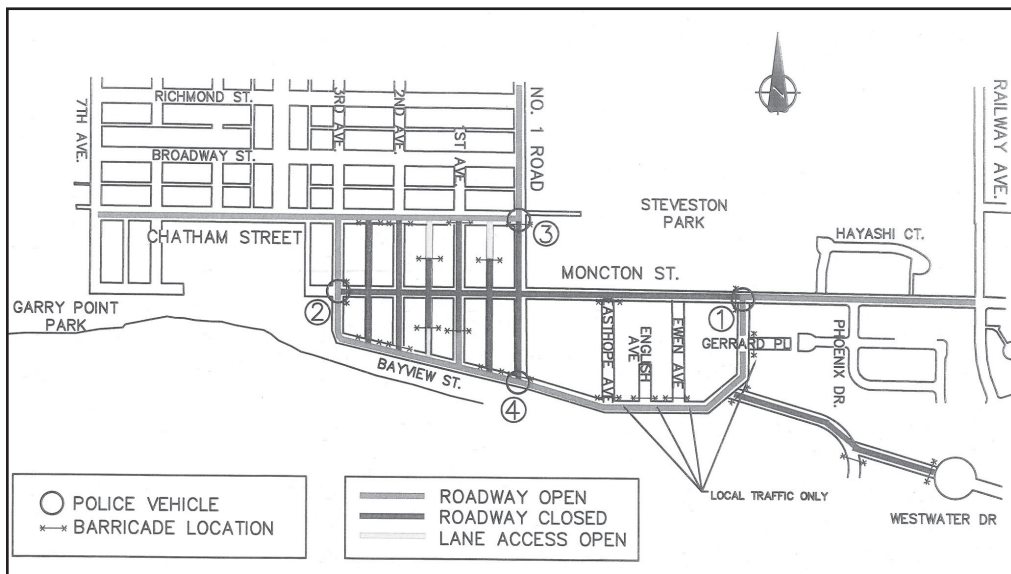 RICHMOND ST.
BROADWAY ST.
7TH AVE.
3RD AVE.
2ND AVE.
1ST AVE.
NO. 1 ROAD
RAILWAY AVE.
STEVESTON
PARK
HAYASHI CT.
CHATHAM STREET
3
MONCTON ST.
GARRY POINT
PARK
2
1
GERRARD PL
PHOENIX DR.
EASTHOPE AVE
ENGLISH
AVE
EWEN AVE
BAYVIEW ST.
4
LOCAL TRAFFIC ONLY
WESTWATER DR
POLICE VEHICLE
BARRICADE LOCATION
ROADWAY OPEN
ROADWAY CLOSED
LANE ACCESS OPEN